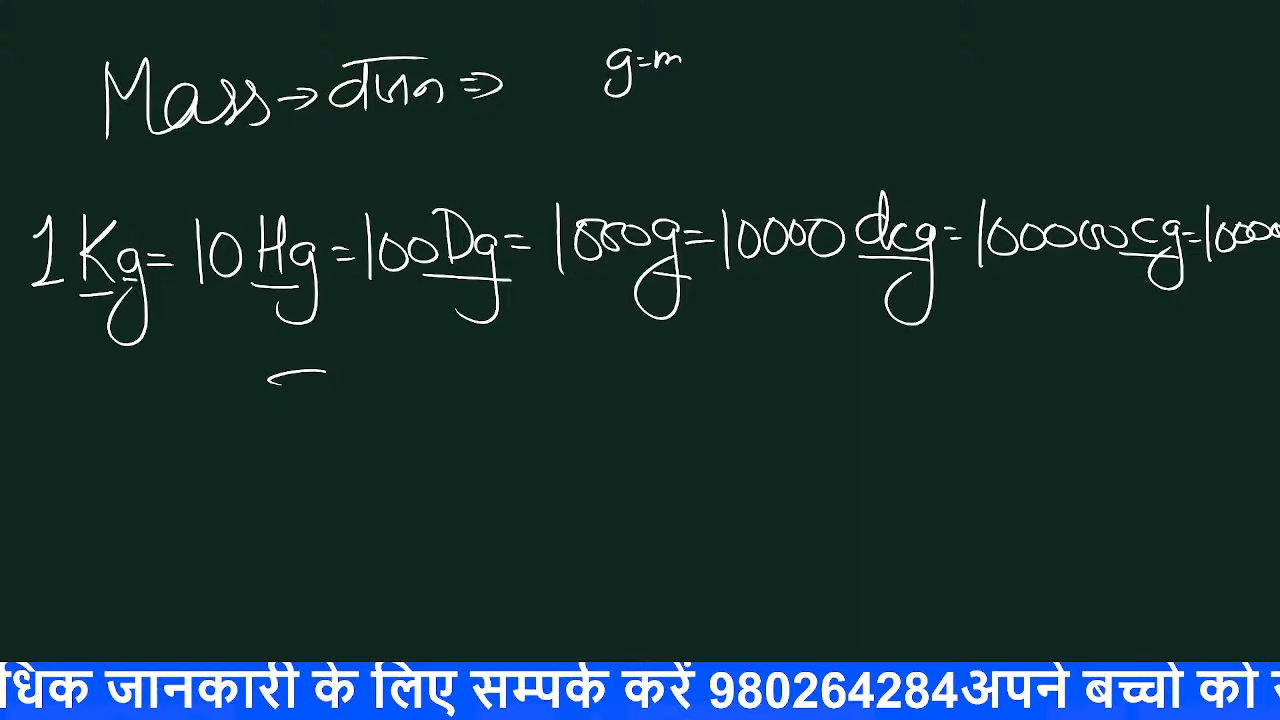 Mass → वजन ⇒ g=m
1 Kg = 10 Hg = 100 Dg = 1000g = 10000 dcg = 100000 cg = 10000
धिक जानकारी के लिए सम्पर्क करें 980264284अपने बच्चो को